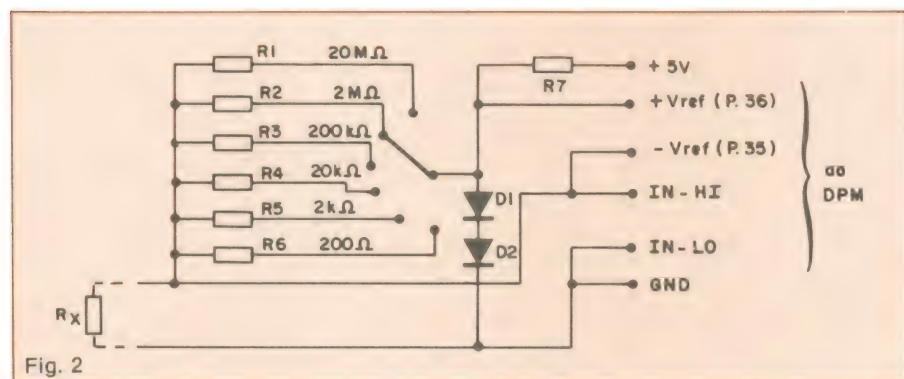 R1 20MΩ
R2 2MΩ
R3 200kΩ
R4 20kΩ
R5 2kΩ
R6 200Ω
RX
D1
D2
R7
+5V
+Vref (P.36)
-Vref (P.35)
IN-HI
IN-LO
GND
ao
DPM
Fig. 2